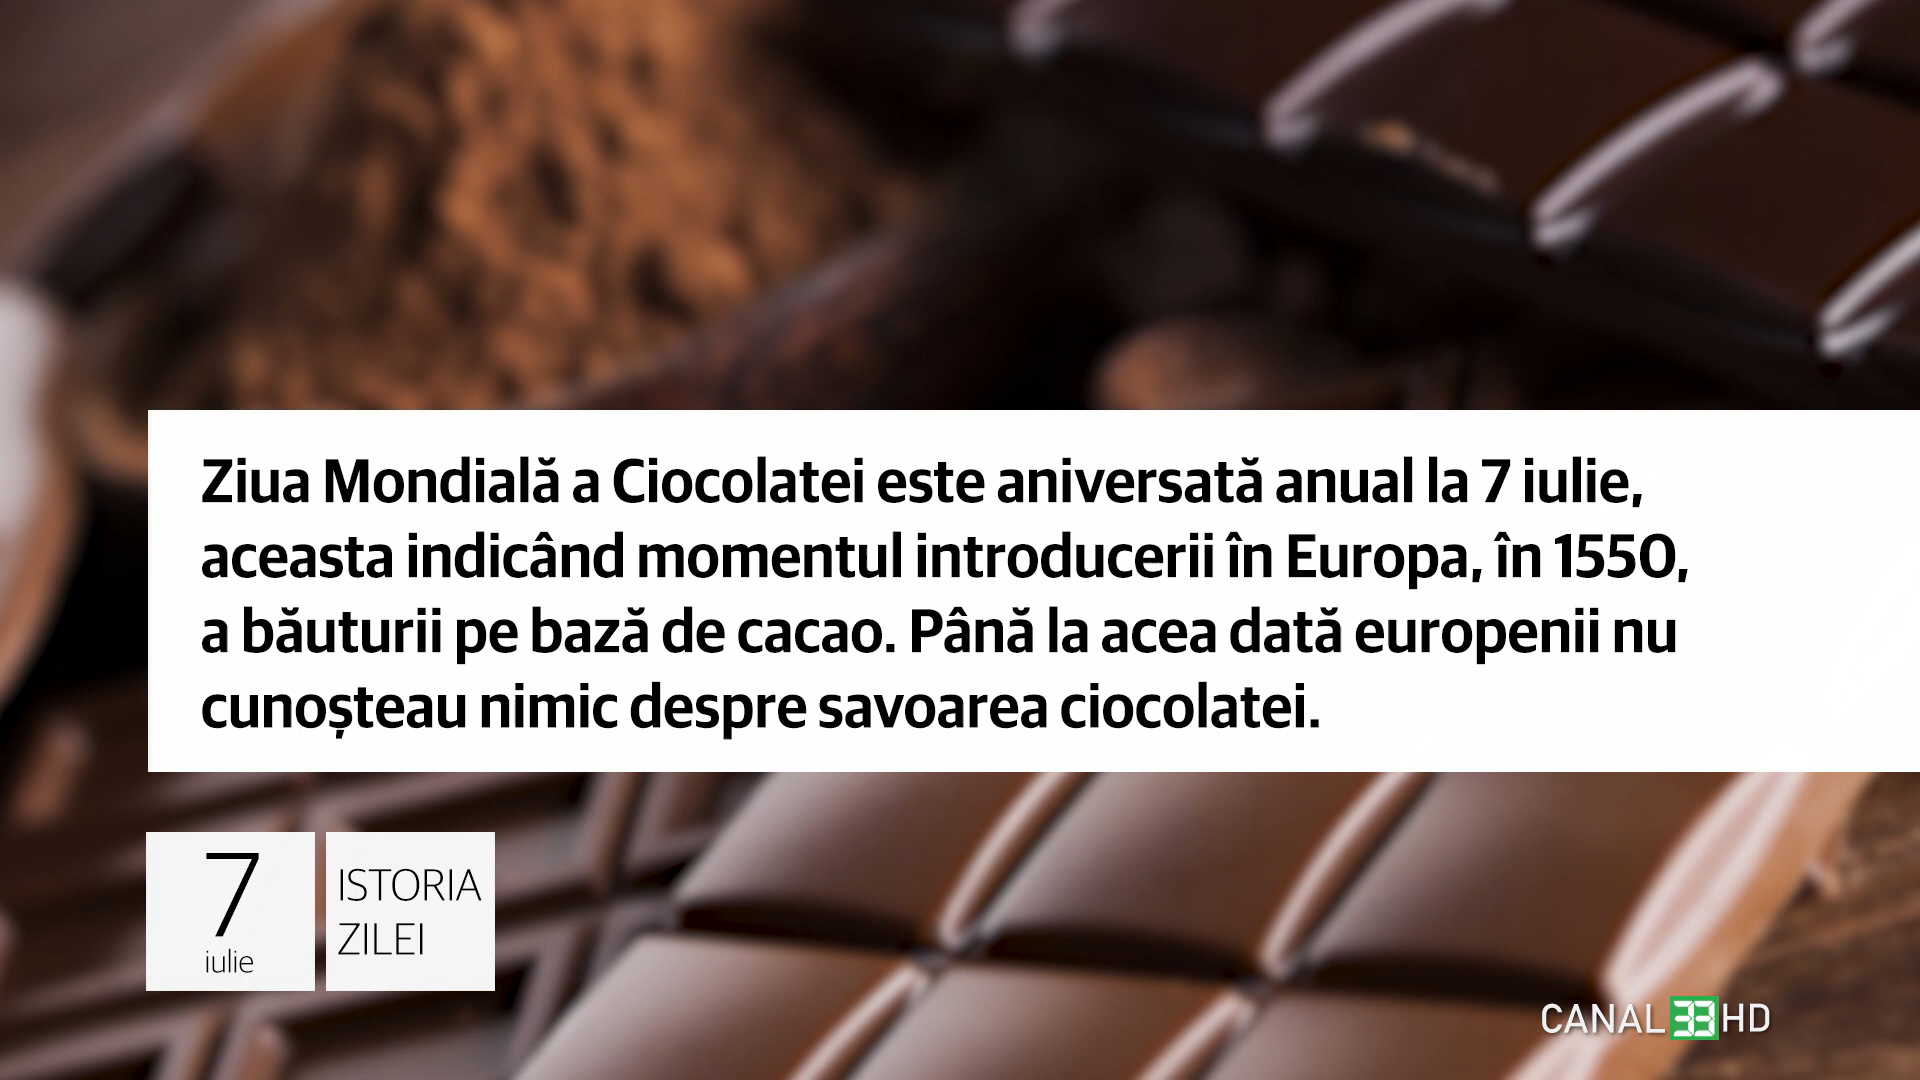 Ziua Mondială a Ciocolatei este aniversată anual la 7 iulie,
aceasta indicând momentul introducerii în Europa, în 1550,
a băuturii pe bază de cacao. Până la acea dată europenii nu
cunoșteau nimic despre savoarea ciocolatei.
7
iulie
ISTORIA
ZILEI
CANAL 33 HD